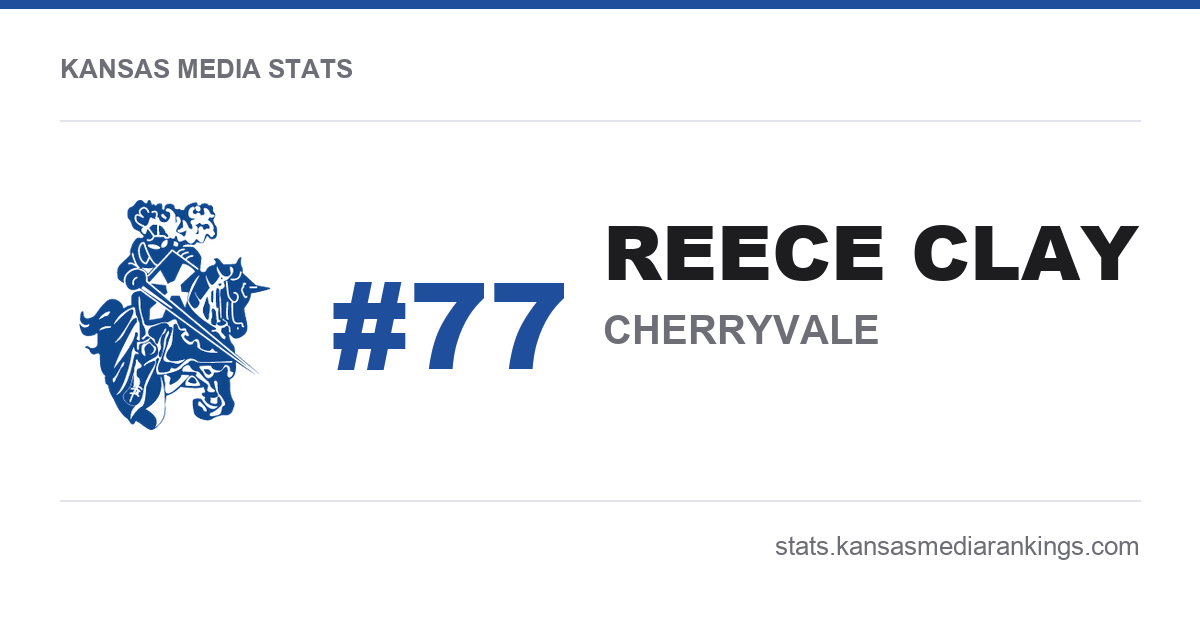 KANSAS MEDIA STATS
#77
REECE CLAY
CHERRYVALE
stats.kansasmediarankings.com